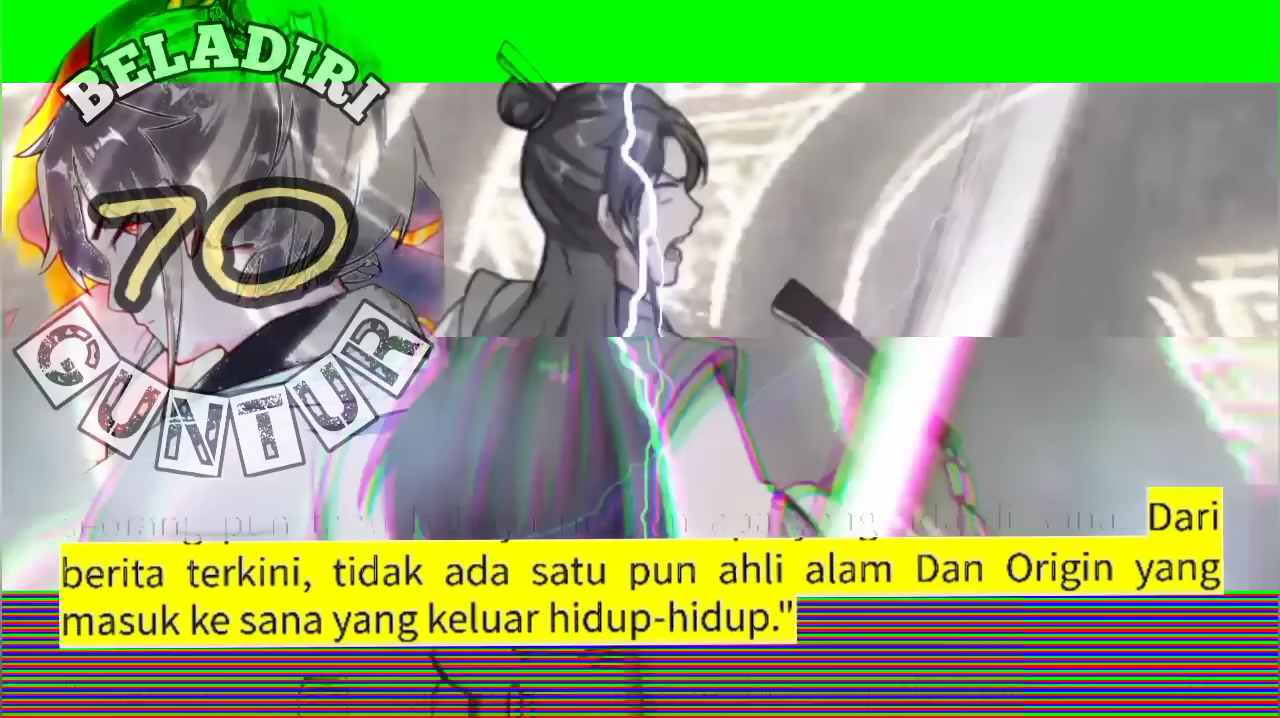 BELADIRI
70
GUNTUR
Dari
berita terkini, tidak ada satu pun ahli alam Dan Origin yang
masuk ke sana yang keluar hidup-hidup."